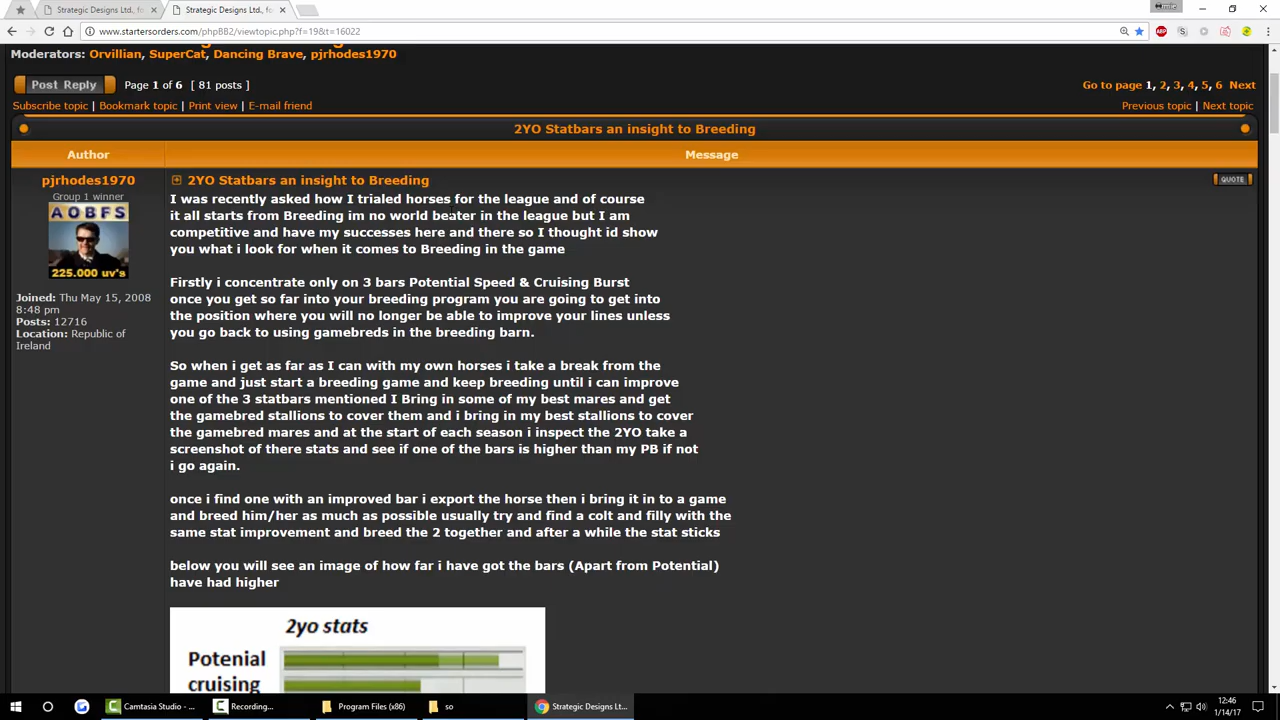 Strategic Designs Ltd., fo
Strategic Designs Ltd., fo
www.startersorders.com/phpBB2/viewtopic.php?f=19&t=16022
Moderators: Orvillian, SuperCat, Dancing Brave, pjrhodes1970
Post Reply Page 1 of 6 [ 81 posts ] Go to page 1, 2, 3, 4, 5, 6 Next
Subscribe topic | Bookmark topic | Print view | E-mail friend Previous topic | Next topic
2YO Statbars an insight to Breeding
Author Message
pjrhodes1970 2YO Statbars an insight to Breeding QUOTE
Group 1 winner
A O B F S
225.000 uv's
Joined: Thu May 15, 2008
8:48 pm
Posts: 12716
Location: Republic of
Ireland
I was recently asked how I trialed horses for the league and of course
it all starts from Breeding im no world beater in the league but I am
competitive and have my successes here and there so I thought id show
you what i look for when it comes to Breeding in the game
Firstly i concentrate only on 3 bars Potential Speed & Cruising Burst
once you get so far into your breeding program you are going to get into
the position where you will no longer be able to improve your lines unless
you go back to using gamebreds in the breeding barn.
So when i get as far as I can with my own horses i take a break from the
game and just start a breeding game and keep breeding until i can improve
one of the 3 statbars mentioned I Bring in some of my best mares and get
the gamebred stallions to cover them and i bring in my best stallions to cover
the gamebred mares and at the start of each season i inspect the 2YO take a
screenshot of there stats and see if one of the bars is higher than my PB if not
i go again.
once i find one with an improved bar i export the horse then i bring it in to a game
and breed him/her as much as possible usually try and find a colt and filly with the
same stat improvement and breed the 2 together and after a while the stat sticks
below you will see an image of how far i have got the bars (Apart from Potential)
have had higher
2yo stats
Potenial
cruising
Camtasia Studio - ... Recording... Program Files (x86) so Strategic Designs Lt... 12:46
1/14/17